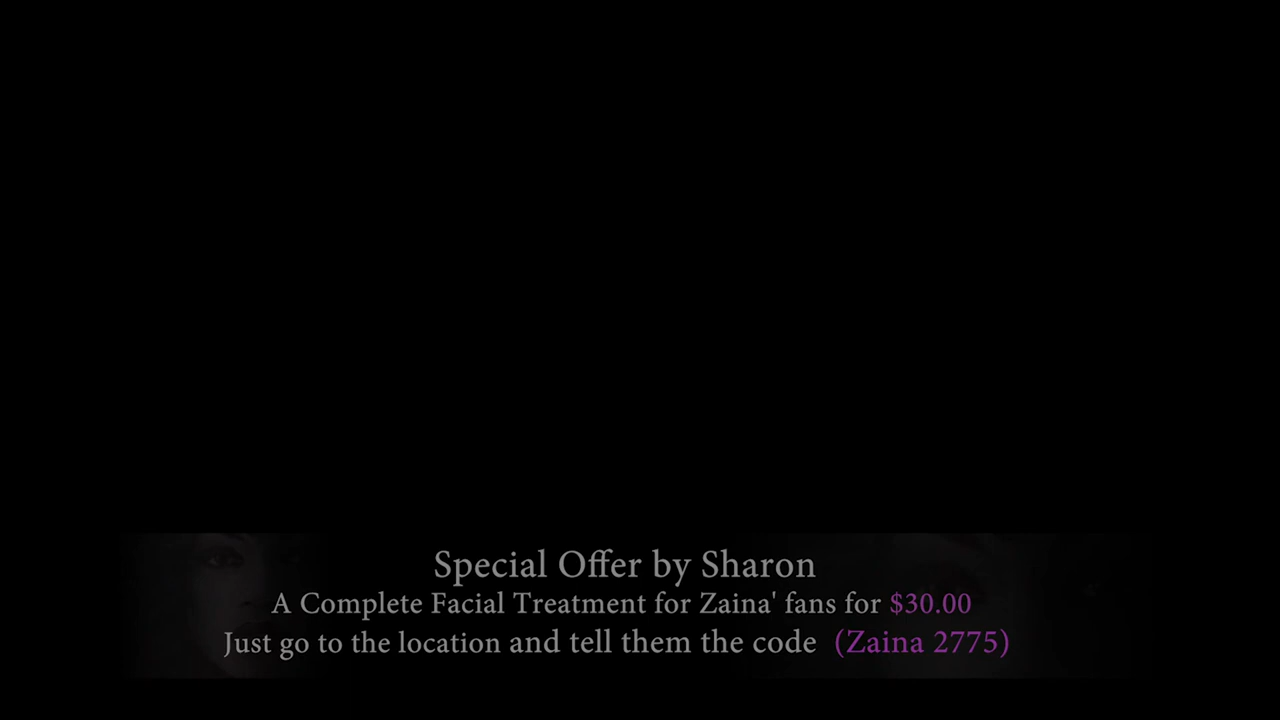 Special Offer by Sharon
A Complete Facial Treatment for Zaina' fans for $30.00
Just go to the location and tell them the code (Zaina 2775)